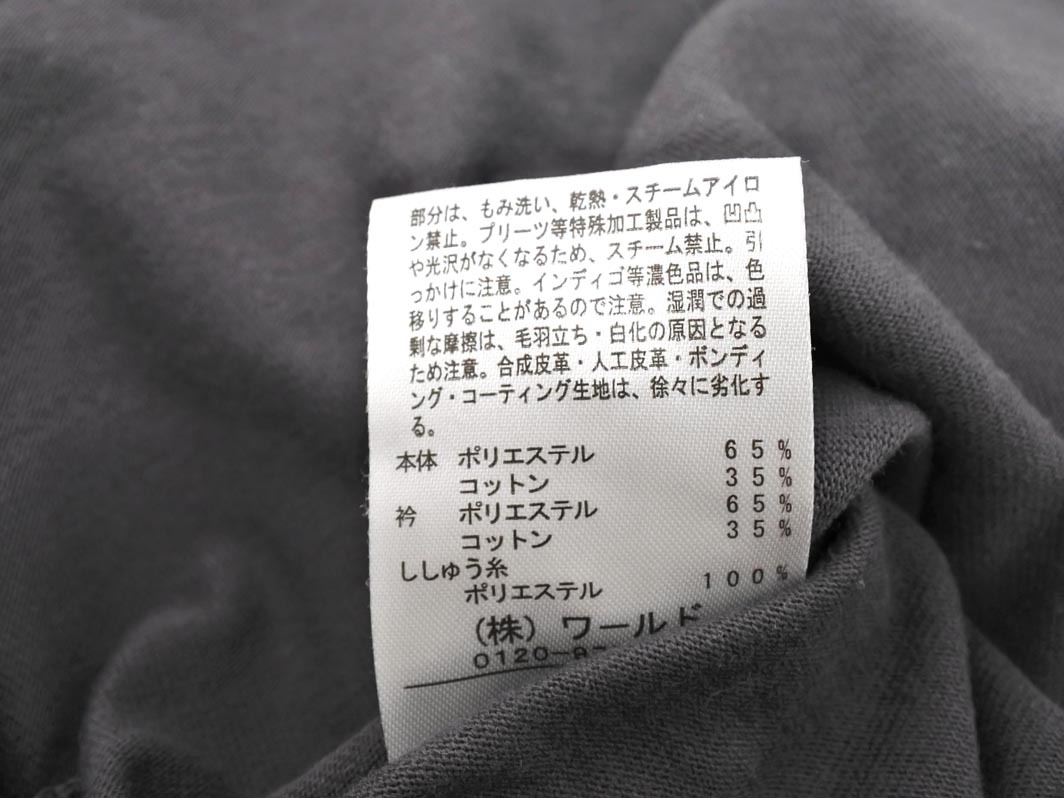 部分は、もみ洗い、乾熱・スチームアイロ
ン禁止。プリーツ等特殊加工製品は、凹凸
や光沢がなくなるため、スチーム禁止。引
っかけに注意。インディゴ等濃色品は、色
移りすることがあるので注意。湿潤での過
剰な摩擦は、毛羽立ち・白化の原因となる
ため注意。合成皮革・人工皮革・ボンディ
ング・コーティング生地は、徐々に劣化す
る。
本体 ポリエステル 65%
コットン 35%
衿 ポリエステル 65%
コットン 35%
ししゅう糸
ポリエステル 100%
(株) ワールド
0120-